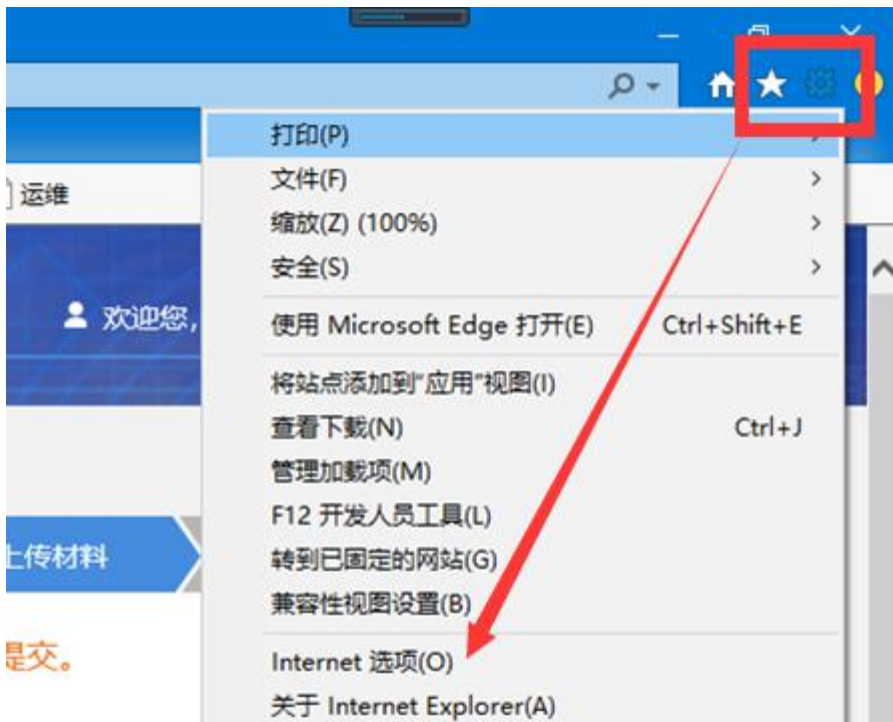 打印(P)
文件(F)
运维
缩放(Z) (100%)
安全(S)
欢迎您,
使用 Microsoft Edge 打开(E) Ctrl+Shift+E
将站点添加到"应用"视图(I)
查看下载(N) Ctrl+J
管理加载项(M)
F12 开发人员工具(L)
上传材料
转到已固定的网站(G)
兼容性视图设置(B)
提交。
Internet 选项(O)
关于 Internet Explorer(A)